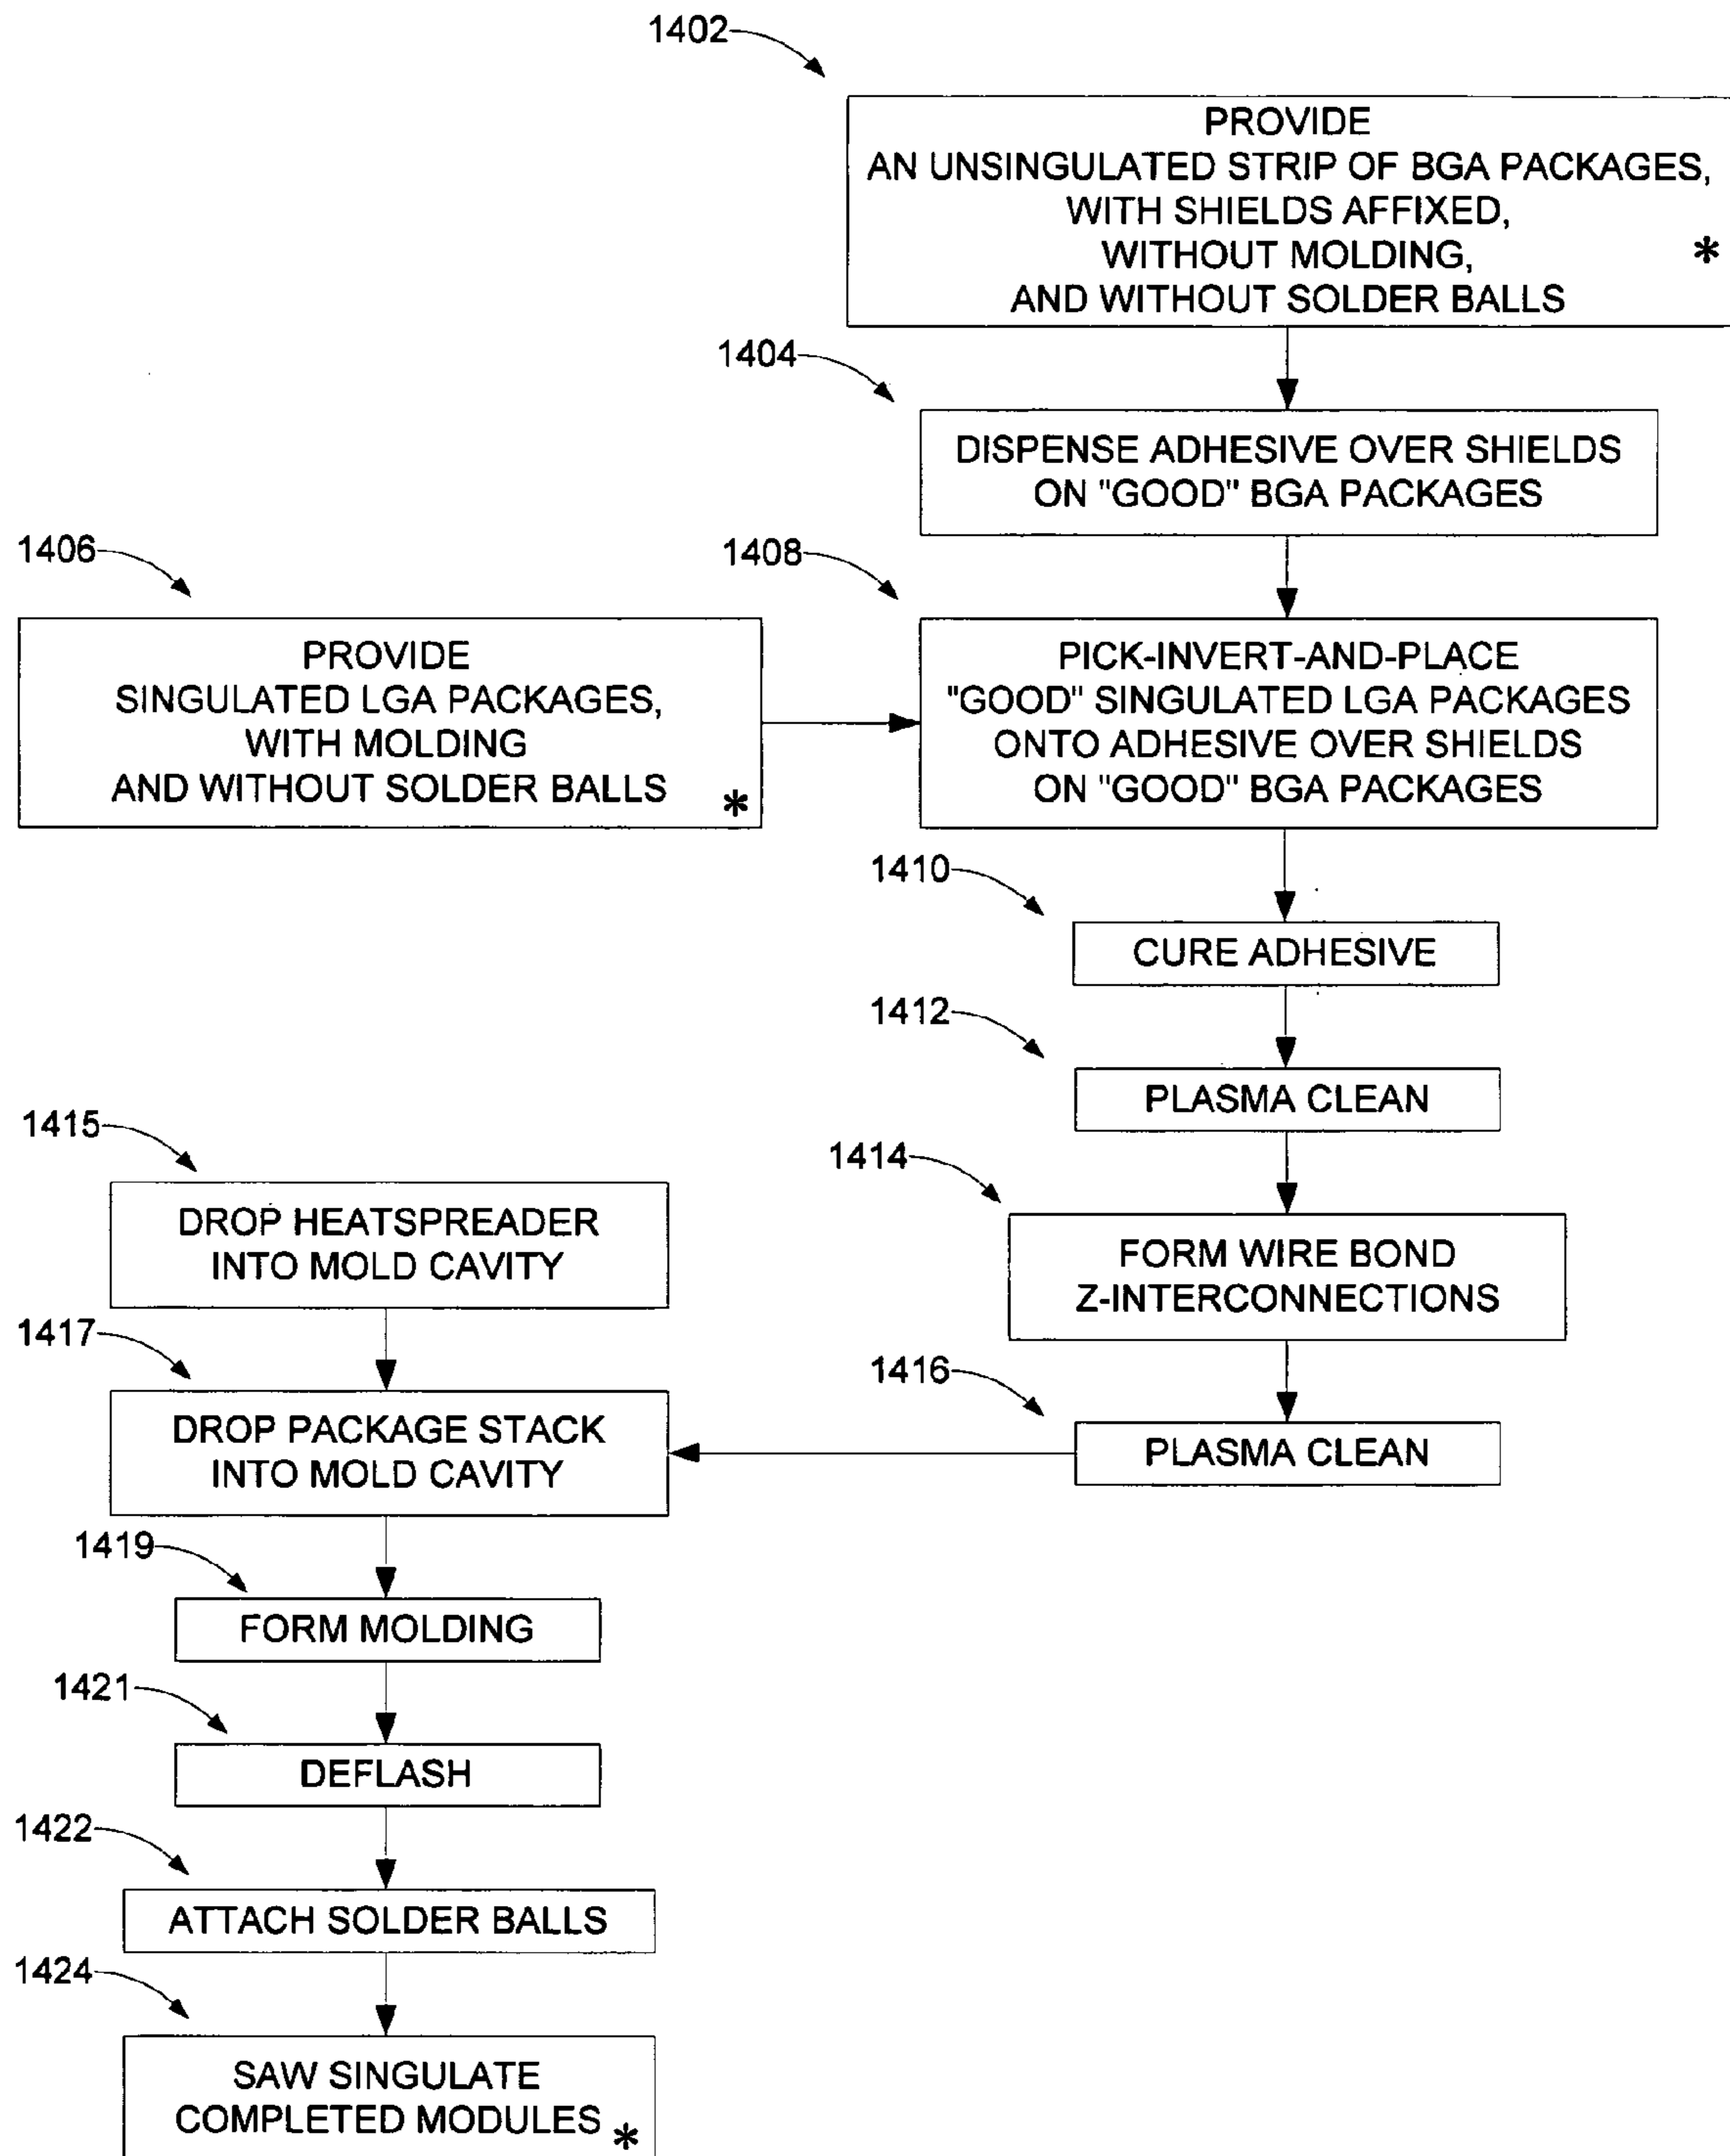 1402
PROVIDE
AN UNSINGULATED STRIP OF BGA PACKAGES,
WITH SHIELDS AFFIXED,
WITHOUT MOLDING,
AND WITHOUT SOLDER BALLS
*
1404
DISPENSE ADHESIVE OVER SHIELDS
ON "GOOD" BGA PACKAGES
1406
PROVIDE
SINGULATED LGA PACKAGES,
WITH MOLDING
AND WITHOUT SOLDER BALLS
*
1408
PICK-INVERT-AND-PLACE
"GOOD" SINGULATED LGA PACKAGES
ONTO ADHESIVE OVER SHIELDS
ON "GOOD" BGA PACKAGES
1410
CURE ADHESIVE
1412
PLASMA CLEAN
1414
FORM WIRE BOND
Z-INTERCONNECTIONS
1416
PLASMA CLEAN
1415
DROP HEATSPREADER
INTO MOLD CAVITY
1417
DROP PACKAGE STACK
INTO MOLD CAVITY
1419
FORM MOLDING
1421
DEFLASH
1422
ATTACH SOLDER BALLS
1424
SAW SINGULATE
COMPLETED MODULES
*